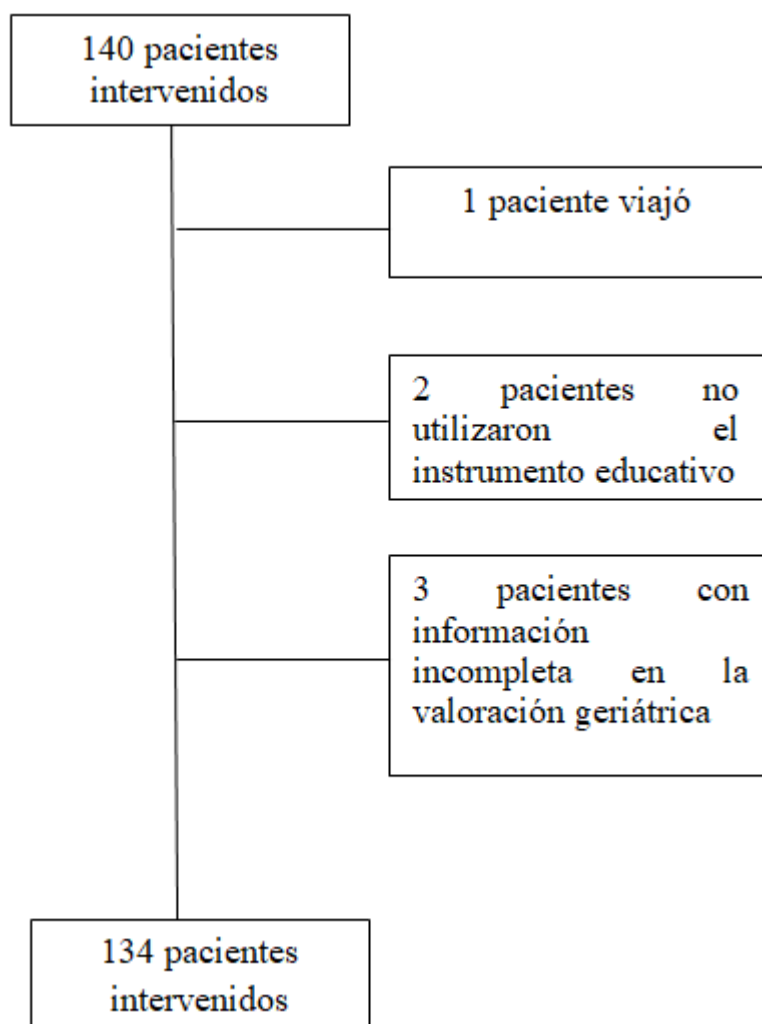 140 pacientes
intervenidos
1 paciente viajó
2 pacientes no
utilizaron el
instrumento educativo
3 pacientes con
información
incompleta en la
valoración geriátrica
134 pacientes
intervenidos